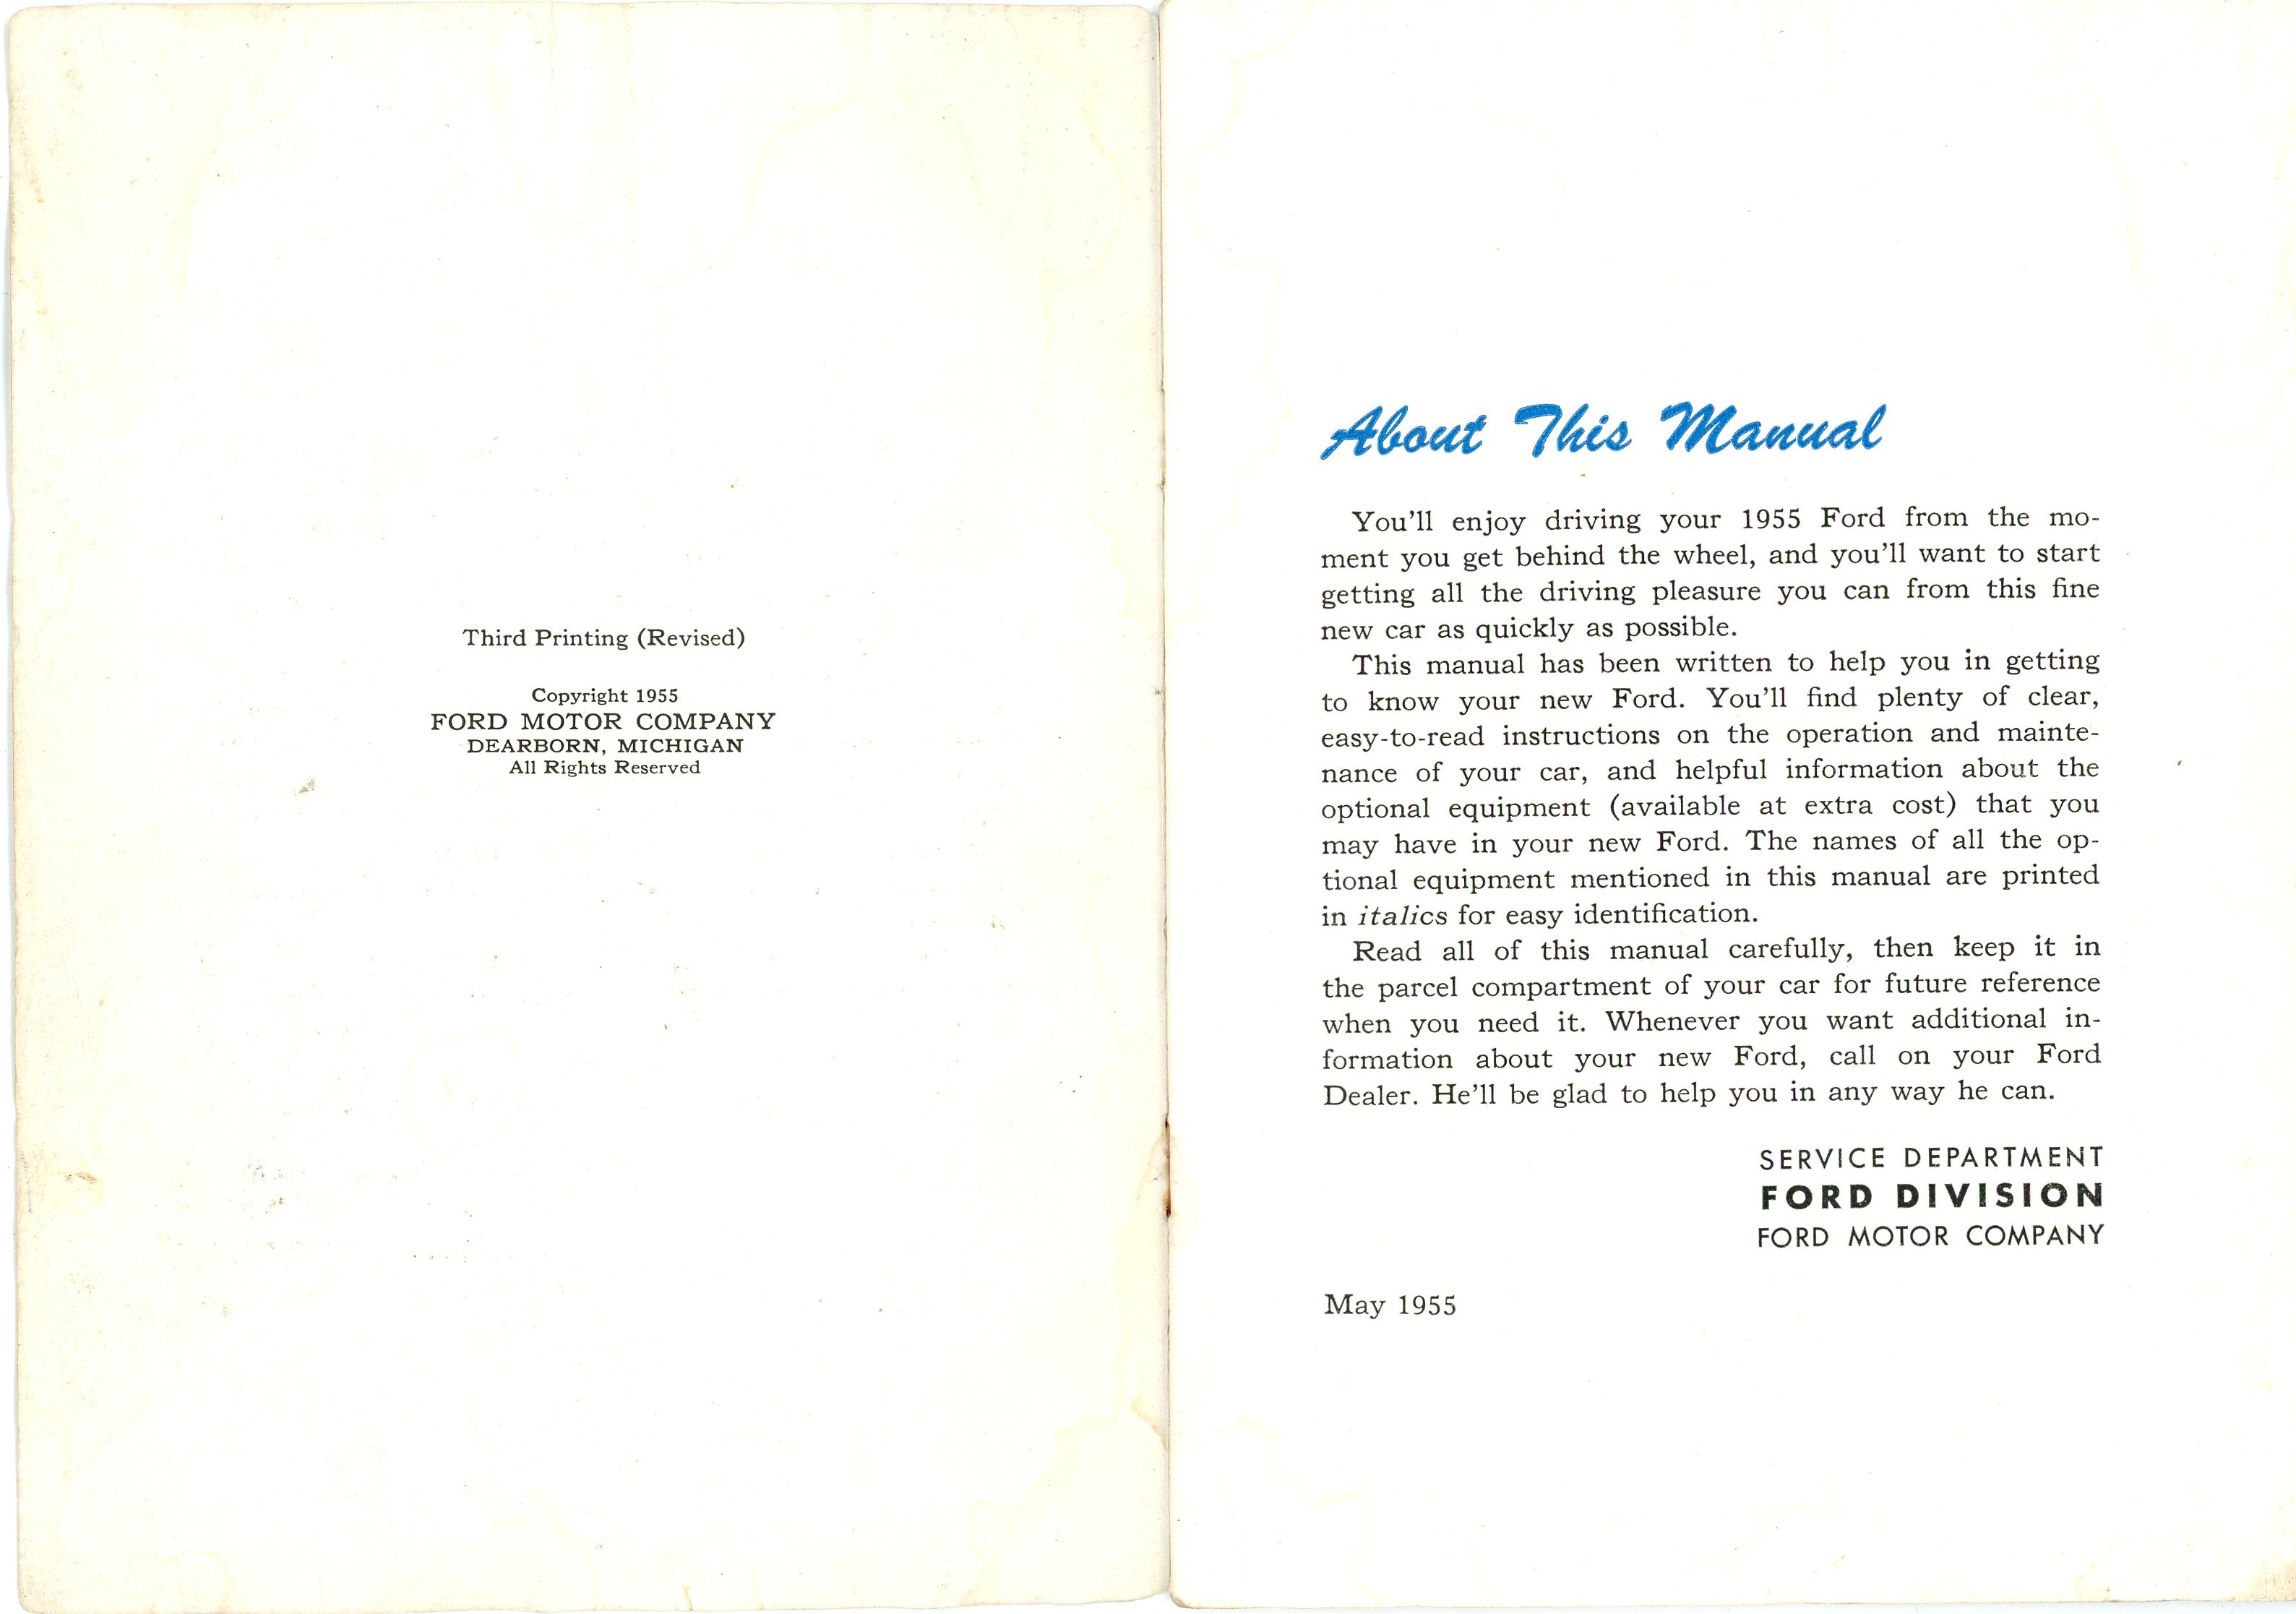 Third Printing (Revised)
Copyright 1955
FORD MOTOR COMPANY
DEARBORN, MICHIGAN
All Rights Reserved
About This Manual
You'll enjoy driving your 1955 Ford from the mo-
ment you get behind the wheel, and you'll want to start
getting all the driving pleasure you can from this fine
new car as quickly as possible.
This manual has been written to help you in getting
to know your new Ford. You'll find plenty of clear,
easy-to-read instructions on the operation and mainte-
nance of your car, and helpful information about the
optional equipment (available at extra cost) that you
may have in your new Ford. The names of all the op-
tional equipment mentioned in this manual are printed
in italics for easy identification.
Read all of this manual carefully, then keep it in
the parcel compartment of your car for future reference
when you need it. Whenever you want additional in-
formation about your new Ford, call on your Ford
Dealer. He'll be glad to help you in any way he can.
SERVICE DEPARTMENT
FORD DIVISION
FORD MOTOR COMPANY
May 1955